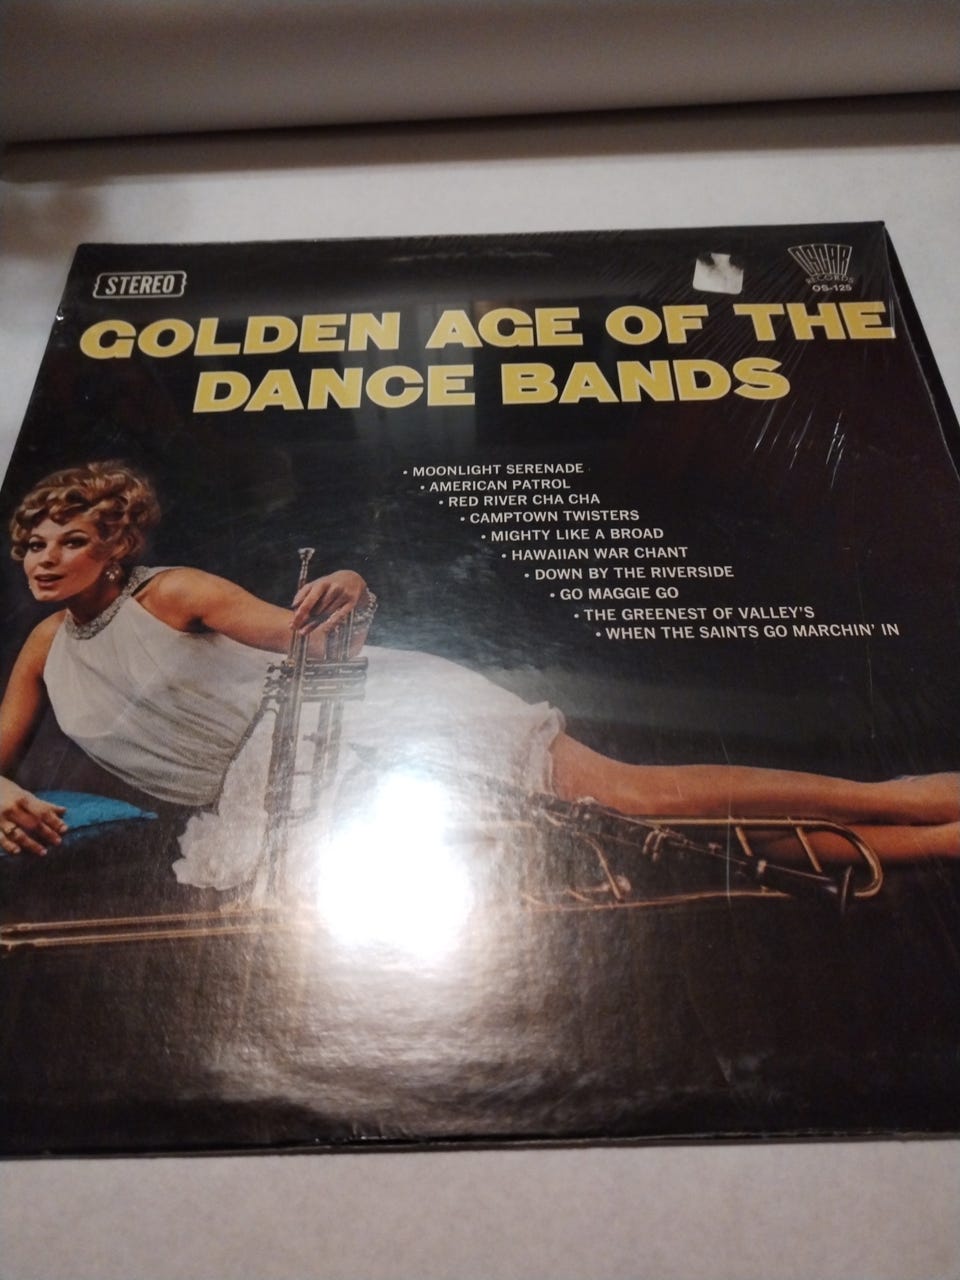 STEREO
OSCAR
RECORDS
OS-125
GOLDEN AGE OF THE
DANCE BANDS
• MOONLIGHT SERENADE
• AMERICAN PATROL
• RED RIVER CHA CHA
• CAMPTOWN TWISTERS
• MIGHTY LIKE A BROAD
• HAWAIIAN WAR CHANT
• DOWN BY THE RIVERSIDE
• GO MAGGIE GO
• THE GREENEST OF VALLEY'S
• WHEN THE SAINTS GO MARCHIN' IN